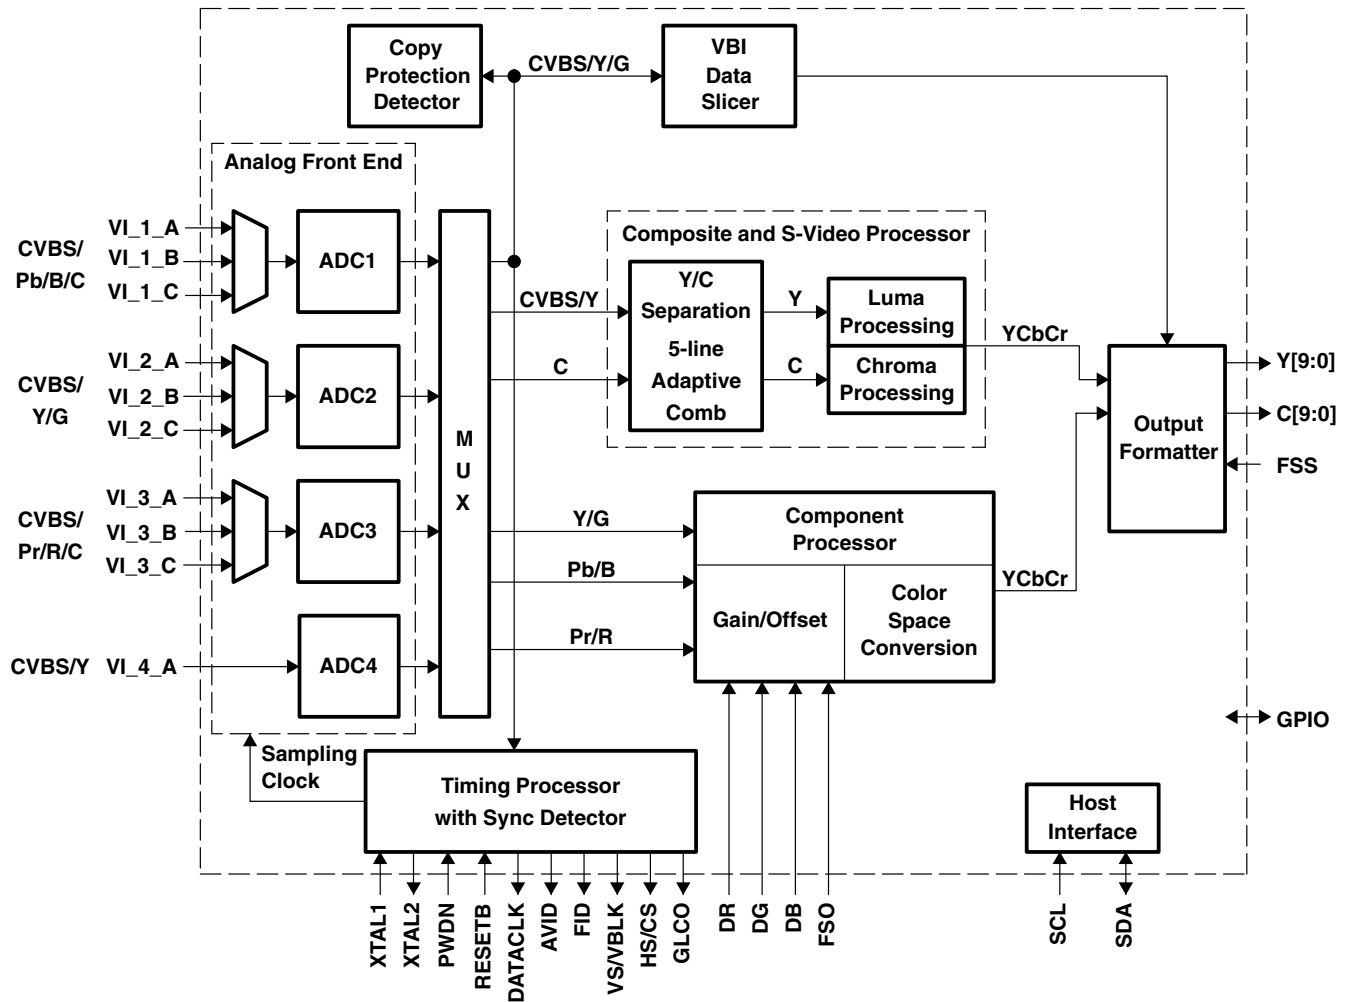 Copy
Protection
Detector
CVBS/Y/G
VBI
Data
Slicer
Analog Front End
CVBS/
Pb/B/C
VI_1_A
VI_1_B
VI_1_C
ADC1
CVBS/
Y/G
VI_2_A
VI_2_B
VI_2_C
ADC2
CVBS/
Pr/R/C
VI_3_A
VI_3_B
VI_3_C
ADC3
CVBS/Y
VI_4_A
ADC4
M
U
X
Composite and S-Video Processor
CVBS/Y
C
Y/C
Separation
5-line
Adaptive
Comb
Y
C
Luma
Processing
Chroma
Processing
YCbCr
Y/G
Pb/B
Pr/R
Component
Processor
Gain/Offset
Color
Space
Conversion
YCbCr
Output
Formatter
Y[9:0]
C[9:0]
FSS
GPIO
Sampling
Clock
Timing Processor
with Sync Detector
Host
Interface
XTAL1
XTAL2
PWDN
RESETB
DATACLK
AVID
FID
VS/VBLK
HS/CS
GLCO
DR
DG
DB
FSO
SCL
SDA